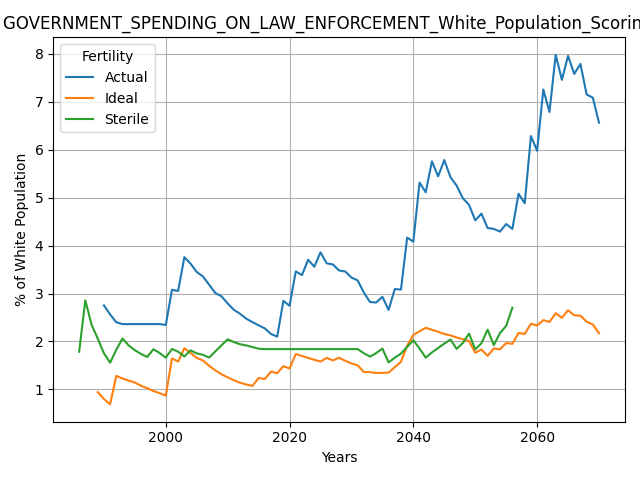 GOVERNMENT_SPENDING_ON_LAW_ENFORCEMENT_White_Population_Scorin
Fertility
Actual
Ideal
Sterile
% of White Population
8
7
6
5
4
3
2
1
2000 2020 2040 2060
Years